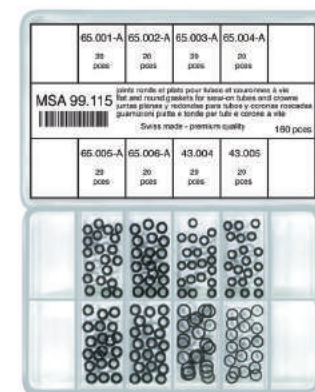 65.001-A 65.002-A 65.003-A 65.004-A
20 20 20 20
pces pces pces pces
MSA 99.115
joints ronds et plats pour tubes et couronnes à vis
flat and round gaskets for screw-on tubes and crowns
juntas planas y redondas para tubos y coronas roscadas
guarnizioni piatte e tonde per tubi e corone a vite
Swiss made - premium quality 160 pces
65.005-A 65.006-A 43.004 43.005
20 20 20 20
pces pces pces pces